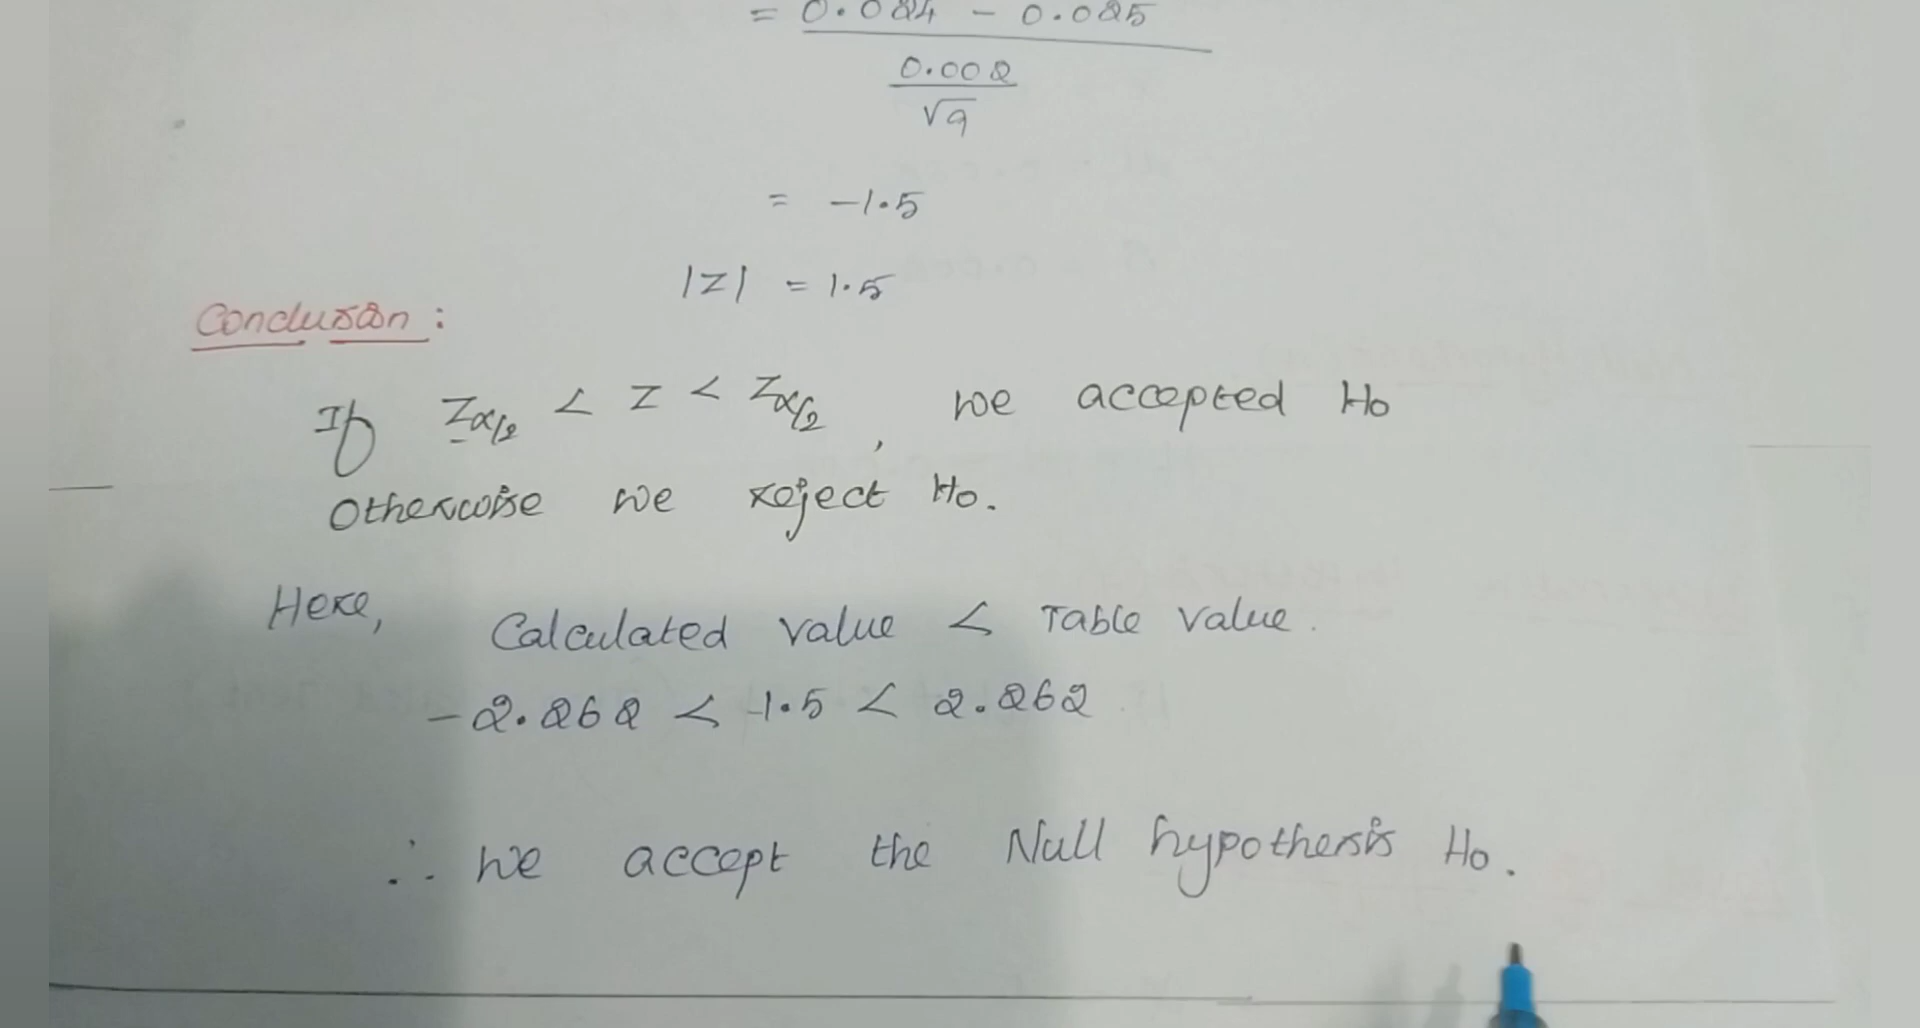 = 0.024 - 0.025
0.002
√9
= -1.5
|Z| = 1.5
Conclusion :
If Zα/2 < Z < Zα/2, we accepted H0
Otherwise we reject H0.
Here, Calculated value < Table value.
-2.262 < -1.5 < 2.262
∴ we accept the Null hypothesis H0.